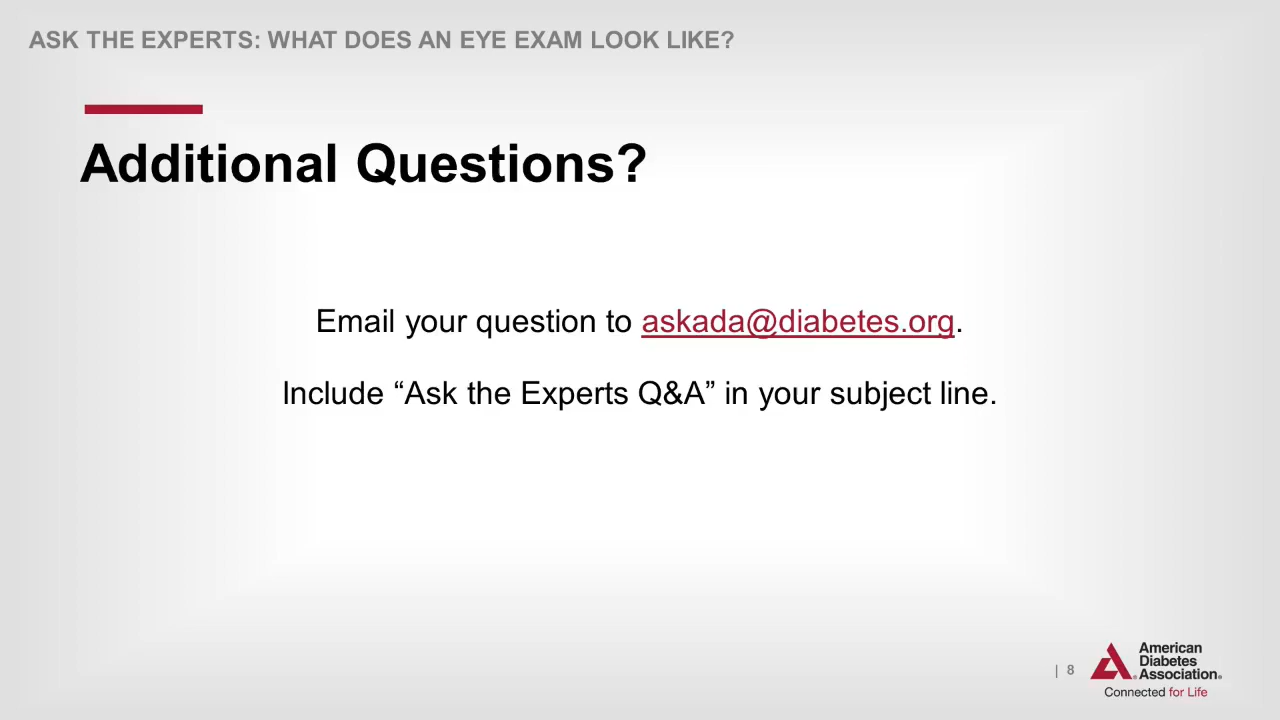 ASK THE EXPERTS: WHAT DOES AN EYE EXAM LOOK LIKE?
Additional Questions?
Email your question to askada@diabetes.org.
Include “Ask the Experts Q&A” in your subject line.
| 8
American
Diabetes
Association®
Connected for Life